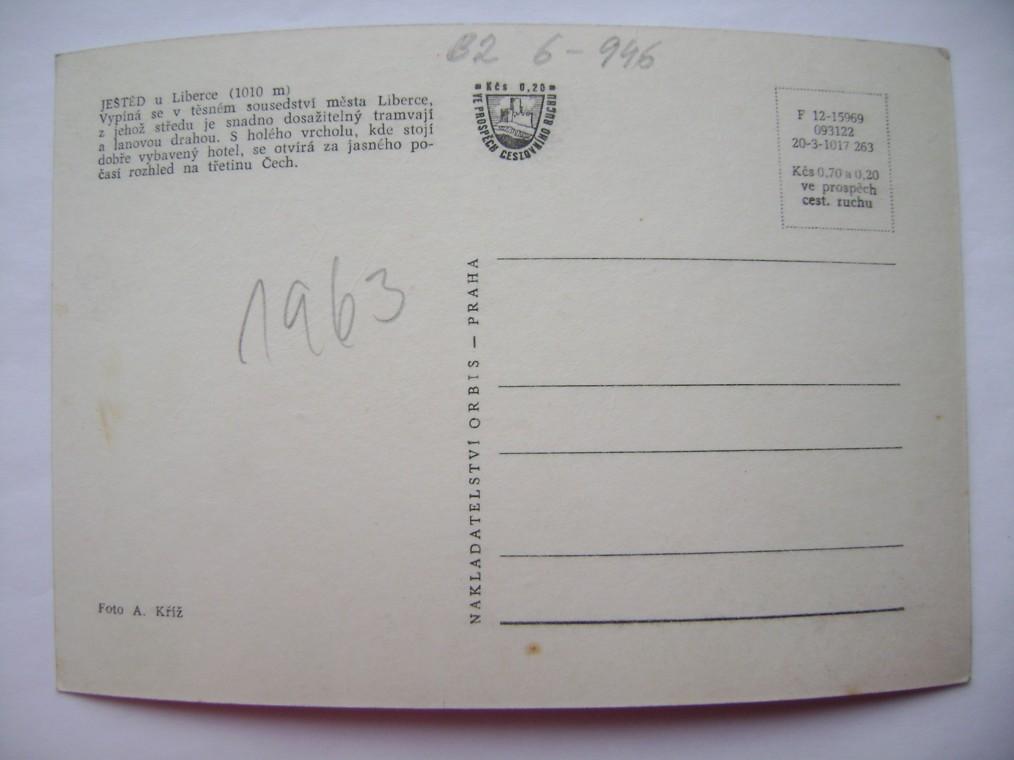 B2 6-946
JEŠTĚD u Liberce (1010 m)
Vypíná se v těsném sousedství města Liberce,
z jehož středu je snadno dosažitelný tramvají
a lanovou drahou. S holého vrcholu, kde stojí
dobře vybavený hotel, se otvírá za jasného po-
časí rozhled na třetinu Čech.
Kčs 0,20
VE PROSPĚCH CESTOVNÍHO RUCHU
F 12-15969
093122
20-3-1017 263
Kčs 0,70 a 0,20
ve prospěch
cest. ruchu
1963
NAKLADATELSTVÍ ORBIS – PRAHA
Foto A. Kříž